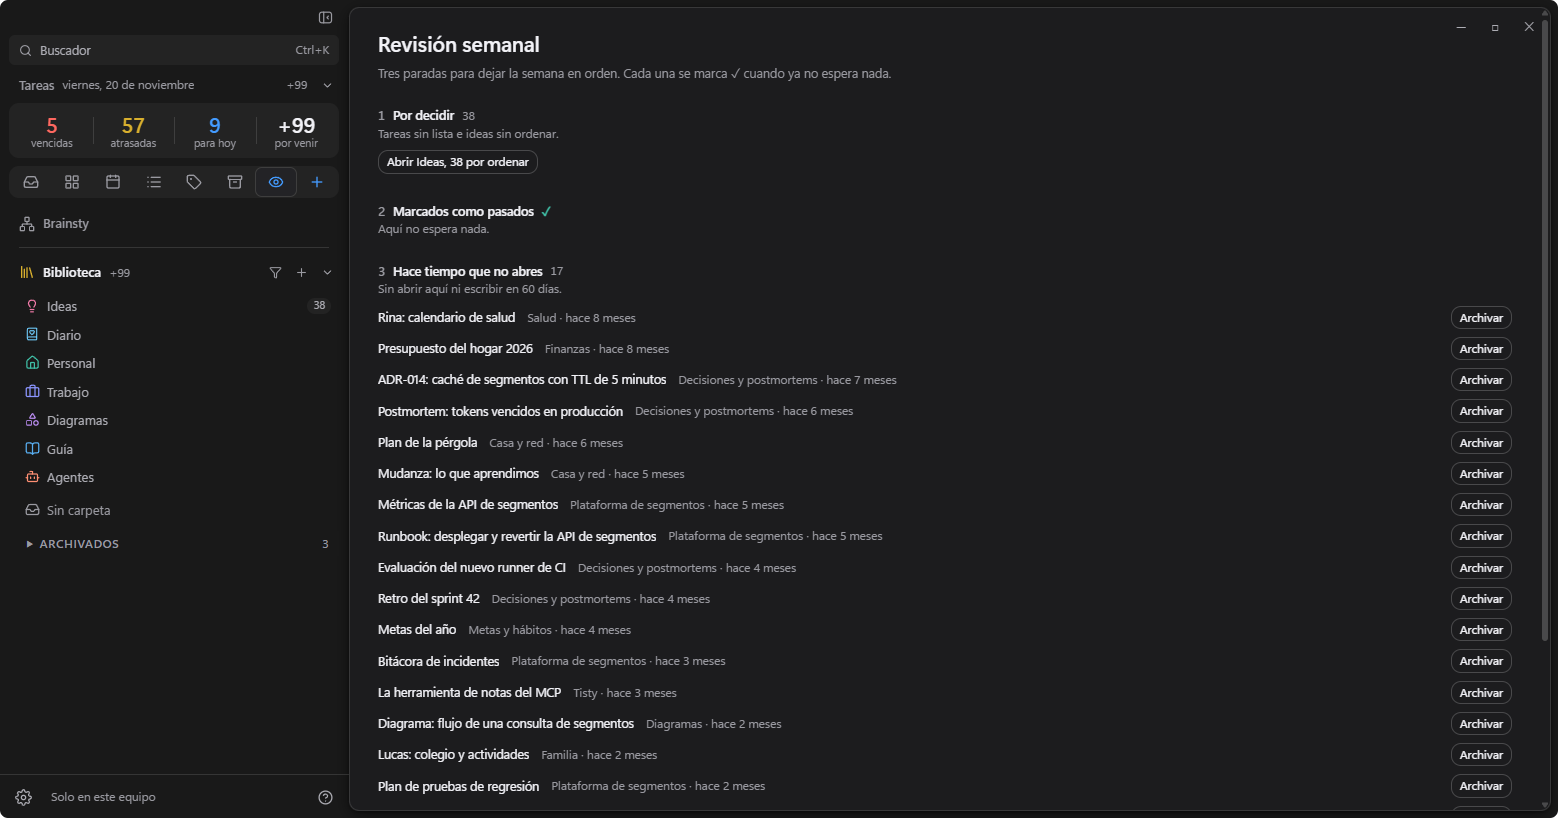 Buscador Ctrl+K
Tareas viernes, 20 de noviembre +99
5 57 9 +99
vencidas atrasadas para hoy por venir
Brainsty
Biblioteca +99
Ideas 38
Diario
Personal
Trabajo
Diagramas
Guía
Agentes
Sin carpeta
ARCHIVADOS 3
Solo en este equipo
Revisión semanal
Tres paradas para dejar la semana en orden. Cada una se marca ✓ cuando ya no espera nada.
1 Por decidir 38
Tareas sin lista e ideas sin ordenar.
Abrir Ideas, 38 por ordenar
2 Marcados como pasados ✓
Aquí no espera nada.
3 Hace tiempo que no abres 17
Sin abrir aquí ni escribir en 60 días.
Rina: calendario de salud Salud · hace 8 meses Archivar
Presupuesto del hogar 2026 Finanzas · hace 8 meses Archivar
ADR-014: caché de segmentos con TTL de 5 minutos Decisiones y postmortems · hace 7 meses Archivar
Postmortem: tokens vencidos en producción Decisiones y postmortems · hace 6 meses Archivar
Plan de la pérgola Casa y red · hace 6 meses Archivar
Mudanza: lo que aprendimos Casa y red · hace 5 meses Archivar
Métricas de la API de segmentos Plataforma de segmentos · hace 5 meses Archivar
Runbook: desplegar y revertir la API de segmentos Plataforma de segmentos · hace 5 meses Archivar
Evaluación del nuevo runner de CI Decisiones y postmortems · hace 4 meses Archivar
Retro del sprint 42 Decisiones y postmortems · hace 4 meses Archivar
Metas del año Metas y hábitos · hace 4 meses Archivar
Bitácora de incidentes Plataforma de segmentos · hace 3 meses Archivar
La herramienta de notas del MCP Tisty · hace 3 meses Archivar
Diagrama: flujo de una consulta de segmentos Diagramas · hace 2 meses Archivar
Lucas: colegio y actividades Familia · hace 2 meses Archivar
Plan de pruebas de regresión Plataforma de segmentos · hace 2 meses Archivar